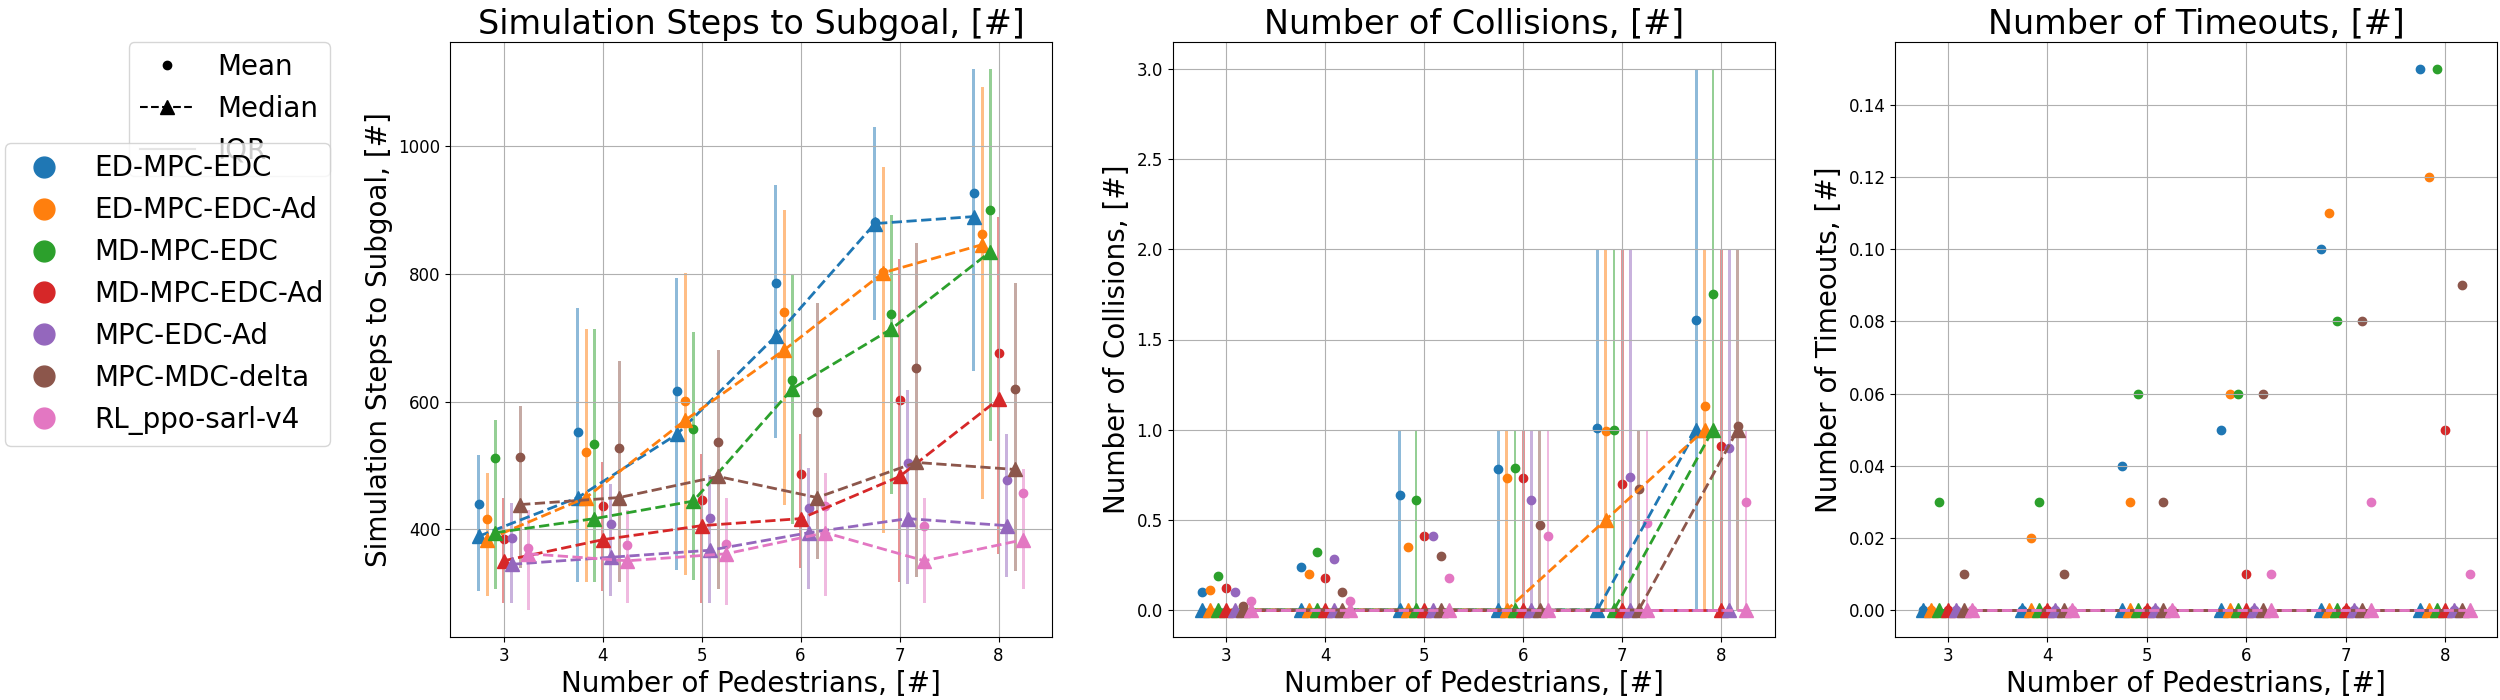 Mean
Median
IQR
ED-MPC-EDC
ED-MPC-EDC-Ad
MD-MPC-EDC
MD-MPC-EDC-Ad
MPC-EDC-Ad
MPC-MDC-delta
RL_ppo-sarl-v4
Simulation Steps to Subgoal, [#]
Simulation Steps to Subgoal, [#]
1000
800
600
400
3 4 5 6 7 8
Number of Pedestrians, [#]
Number of Collisions, [#]
Number of Collisions, [#]
3.0
2.5
2.0
1.5
1.0
0.5
0.0
3 4 5 6 7 8
Number of Pedestrians, [#]
Number of Timeouts, [#]
Number of Timeouts, [#]
0.14
0.12
0.10
0.08
0.06
0.04
0.02
0.00
3 4 5 6 7 8
Number of Pedestrians, [#]